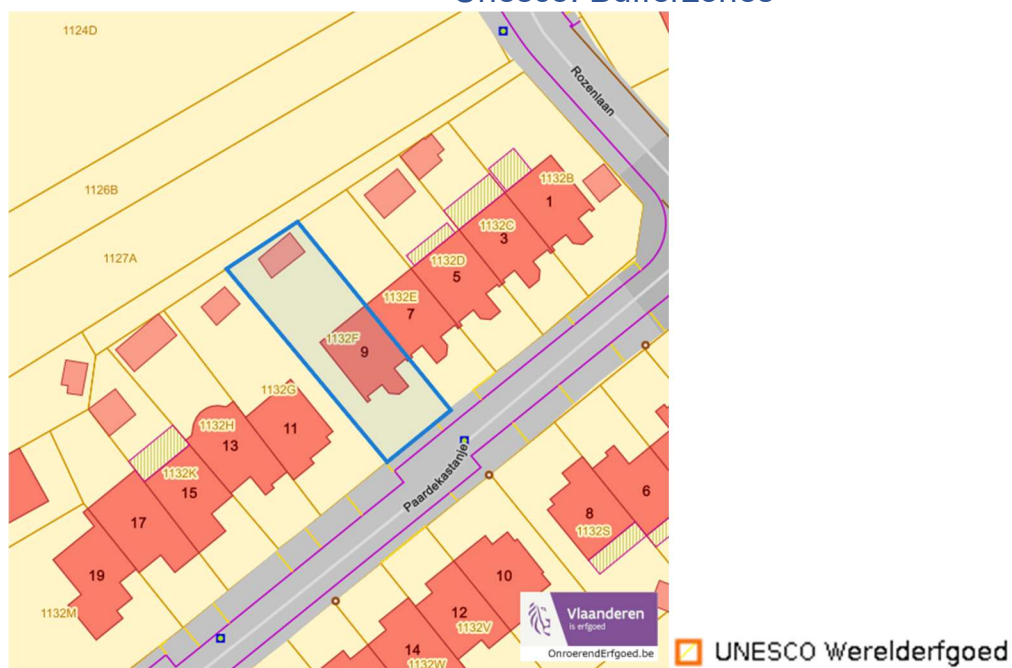 Unesco: Bufferzones
1124D
Rozenlaan
1126B
1132B
1
1127A
1132C
3
1132D
5
1132E
7
1132F
9
1132G
11
1132H
13
1132K
15
17
19
1132M
Paardekastanje
6
8
1132S
10
12
1132V
14
1132W
Vlaanderen
is erfgoed
OnroerendErfgoed.be
UNESCO Werelderfgoed